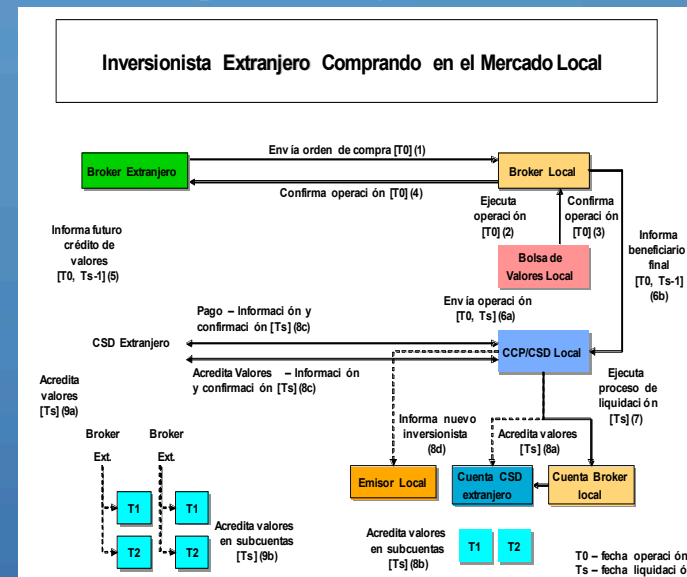 Inversionista Extranjero Comprando en el Mercado Local
Envía orden de compra [T0] (1)
Broker Extranjero
Broker Local
Confirma operación [T0] (4)
Ejecuta
operación
[T0] (2)
Confirma
operación
[T0] (3)
Informa futuro
crédito de
valores
[T0, Ts-1] (5)
Informa
beneficiario
final
[T0, Ts-1]
(6b)
Bolsa de
Valores Local
Envía operación
[T0, Ts] (6a)
Pago – Información y
confirmación [Ts] (8c)
CSD Extranjero
CCP/CSD Local
Acredita Valores – Información
y confirmación [Ts] (8c)
Ejecuta
proceso de
liquidación
[Ts] (7)
Acredita
valores
[Ts] (9a)
Broker
Ext.
Broker
Ext.
Informa nuevo
inversionista
(8d)
Acredita valores
[Ts] (8a)
Emisor Local
Cuenta CSD
extranjero
Cuenta Broker
local
T1
T1
T2
T2
Acredita valores
en subcuentas
[Ts] (9b)
Acredita valores
en subcuentas
[Ts] (8b)
T1
T2
T0 – fecha operación
Ts – fecha liquidació